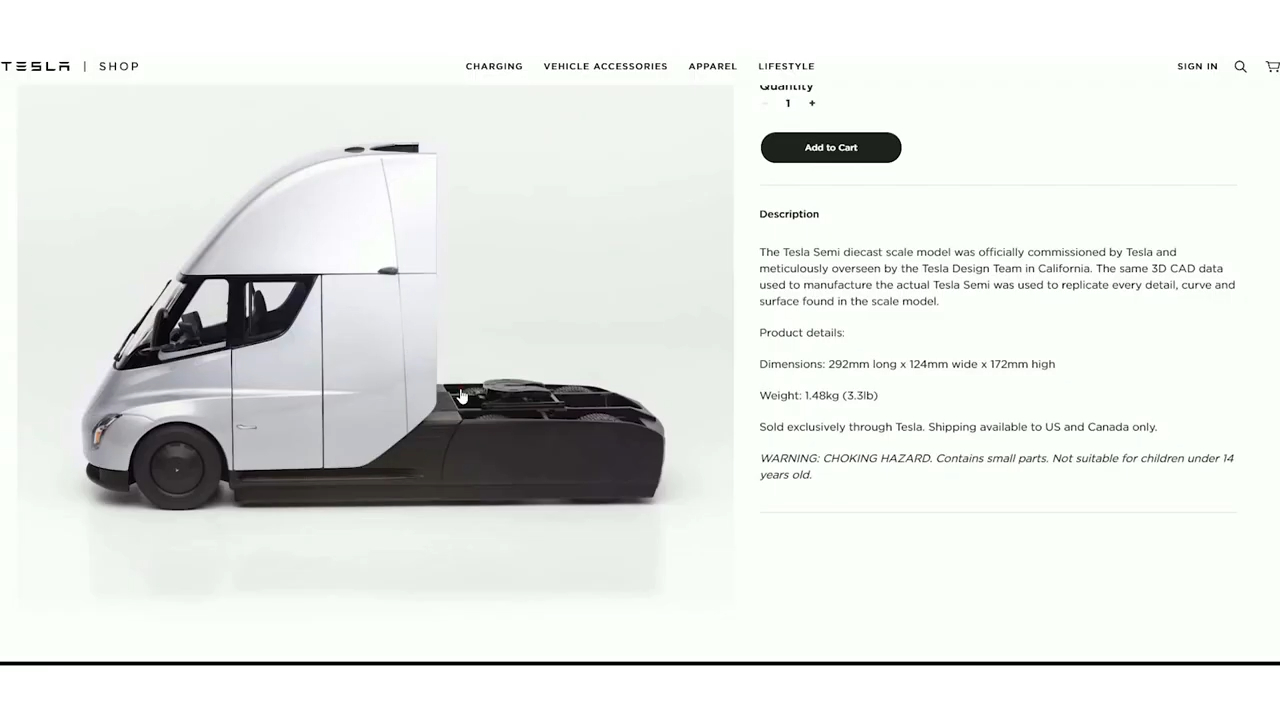 TESLA | SHOP
CHARGING VEHICLE ACCESSORIES APPAREL LIFESTYLE
SIGN IN
Quantity
- 1 +
Add to Cart
Description
The Tesla Semi diecast scale model was officially commissioned by Tesla and
meticulously overseen by the Tesla Design Team in California. The same 3D CAD data
used to manufacture the actual Tesla Semi was used to replicate every detail, curve and
surface found in the scale model.
Product details:
Dimensions: 292mm long x 124mm wide x 172mm high
Weight: 1.48kg (3.3lb)
Sold exclusively through Tesla. Shipping available to US and Canada only.
WARNING: CHOKING HAZARD. Contains small parts. Not suitable for children under 14
years old.